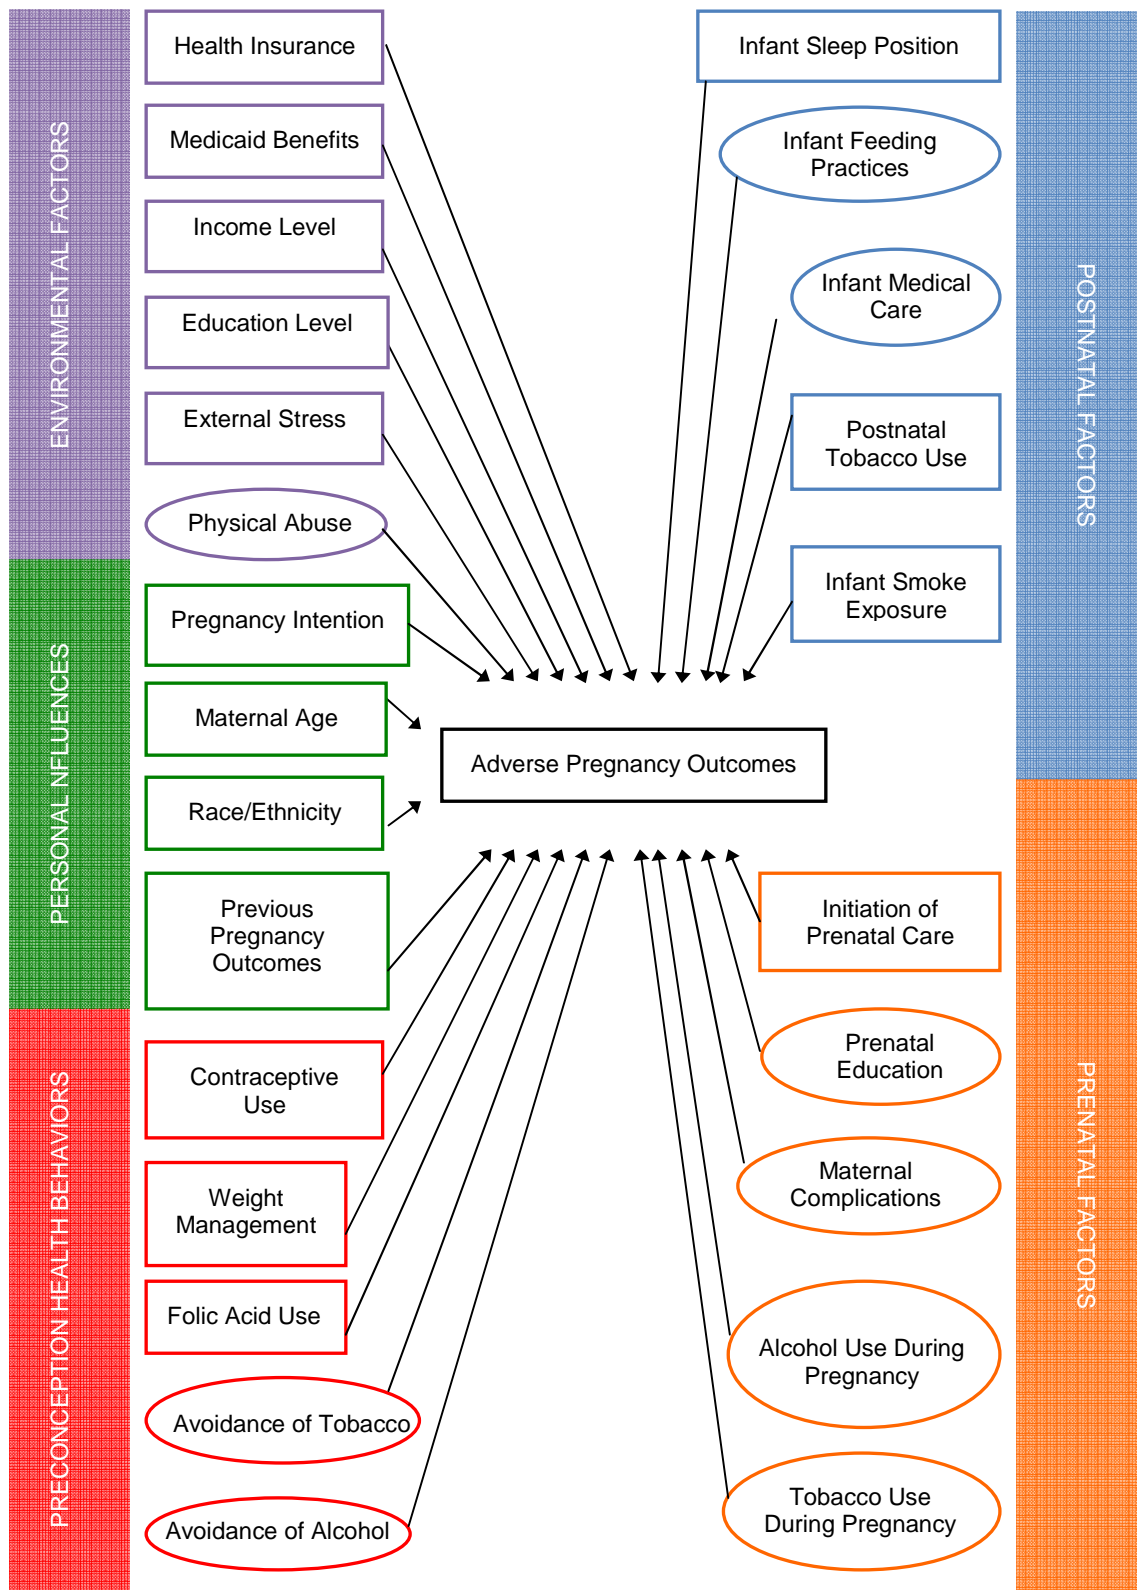 ENVIRONMENTAL FACTORS
Health Insurance
Medicaid Benefits
Income Level
Education Level
External Stress
Physical Abuse
PERSONAL NFLUENCES
Pregnancy Intention
Maternal Age
Race/Ethnicity
Previous
Pregnancy
Outcomes
PRECONCEPTION HEALTH BEHAVIORS
Contraceptive
Use
Weight
Management
Folic Acid Use
Avoidance of Tobacco
Avoidance of Alcohol
Adverse Pregnancy Outcomes
POSTNATAL FACTORS
Infant Sleep Position
Infant Feeding
Practices
Infant Medical
Care
Postnatal
Tobacco Use
Infant Smoke
Exposure
PRENATAL FACTORS
Initiation of
Prenatal Care
Prenatal
Education
Maternal
Complications
Alcohol Use During
Pregnancy
Tobacco Use
During Pregnancy